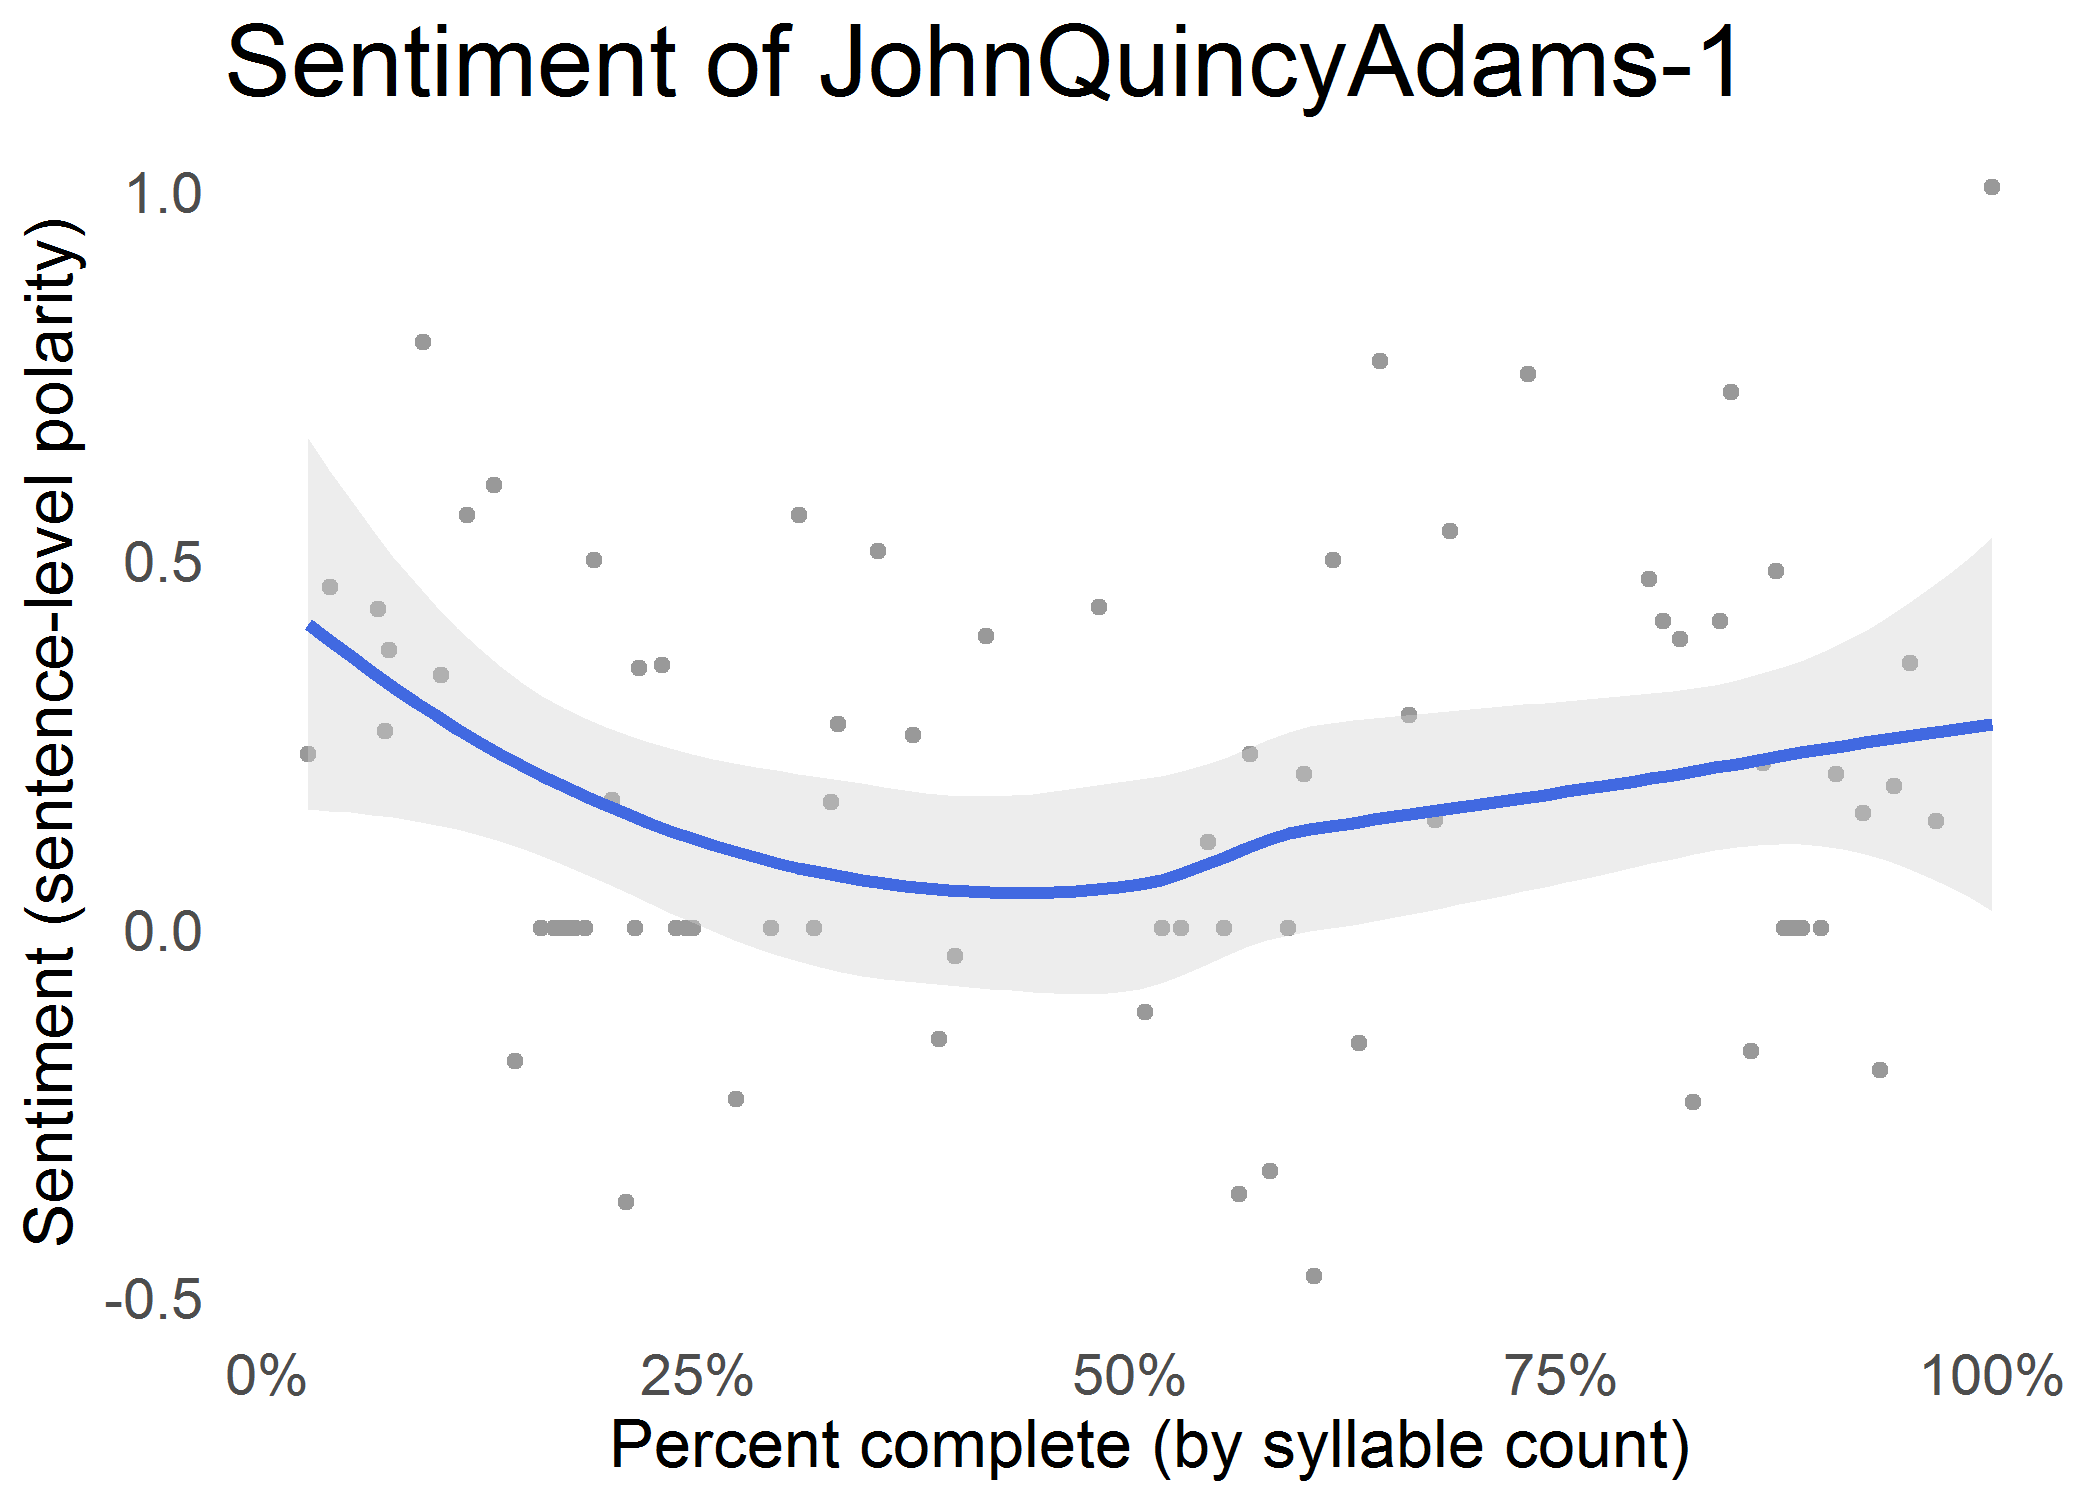 Sentiment of JohnQuincyAdams-1
Sentiment (sentence-level polarity)
1.0
0.5
0.0
-0.5
0% 25% 50% 75% 100%
Percent complete (by syllable count)